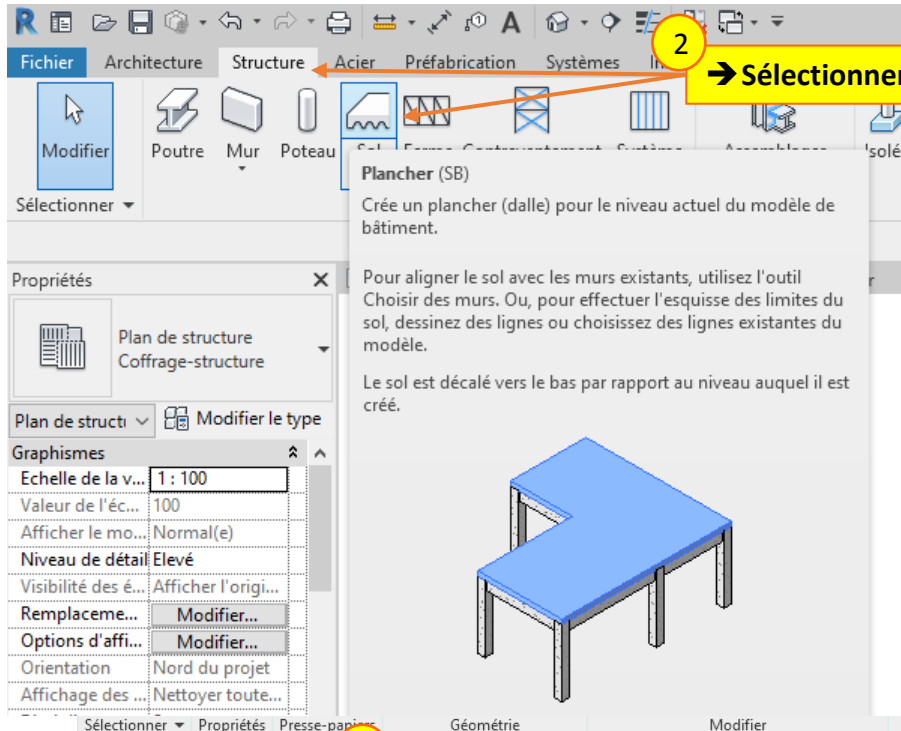 Fichier Architecture Structure Acier Préfabrication Systèmes
2
➔ Sélectionner
Modifier Poutre Mur Poteau
Sélectionner
Plancher (SB)
Crée un plancher (dalle) pour le niveau actuel du modèle de
bâtiment.
Pour aligner le sol avec les murs existants, utilisez l'outil
Choisir des murs. Ou, pour effectuer l'esquisse des limites du
sol, dessinez des lignes ou choisissez des lignes existantes du
modèle.
Le sol est décalé vers le bas par rapport au niveau auquel il est
créé.
Propriétés
Plan de structure
Coffrage-structure
Plan de structu Modifier le type
Graphismes
Echelle de la v... 1 : 100
Valeur de l'éc... 100
Afficher le mo... Normal(e)
Niveau de détail Elevé
Visibilité des é... Afficher l'origi...
Remplaceme... Modifier...
Options d'affi... Modifier...
Orientation Nord du projet
Affichage des ... Nettoyer toute...
Sélectionner Propriétés Presse-papiers Géométrie Modifier